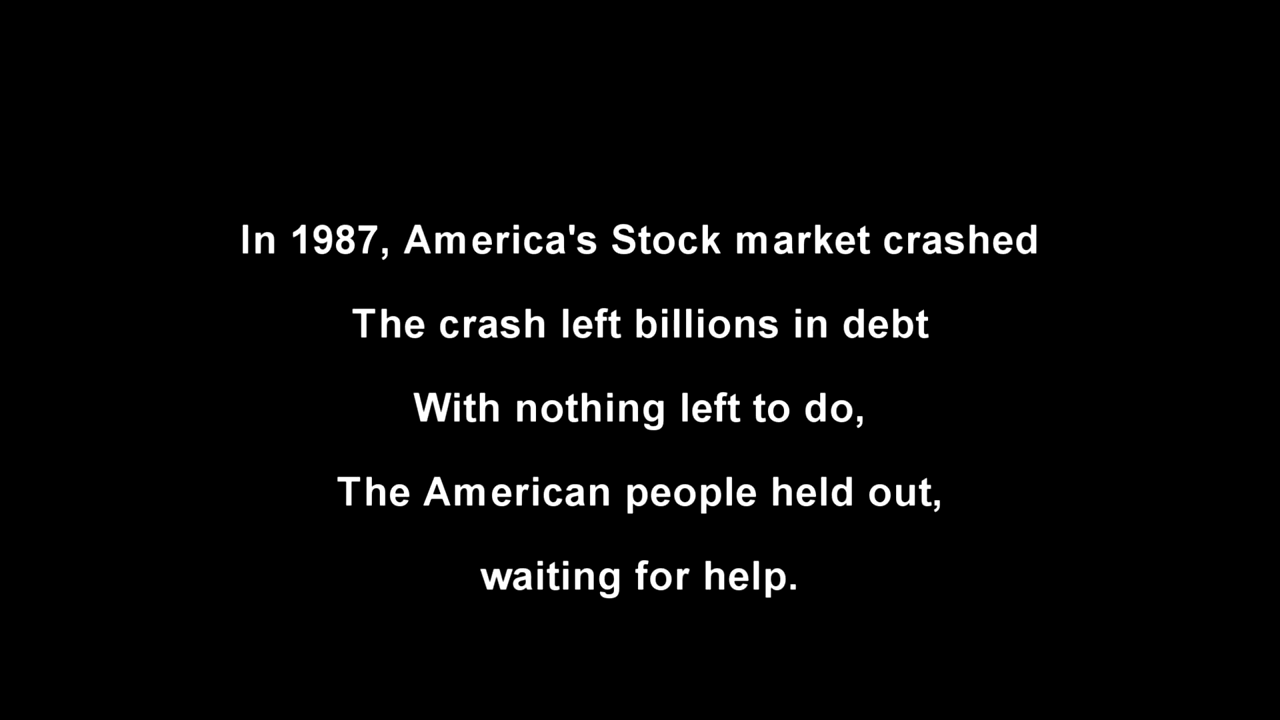 In 1987, America's Stock market crashed
The crash left billions in debt
With nothing left to do,
The American people held out,
waiting for help.